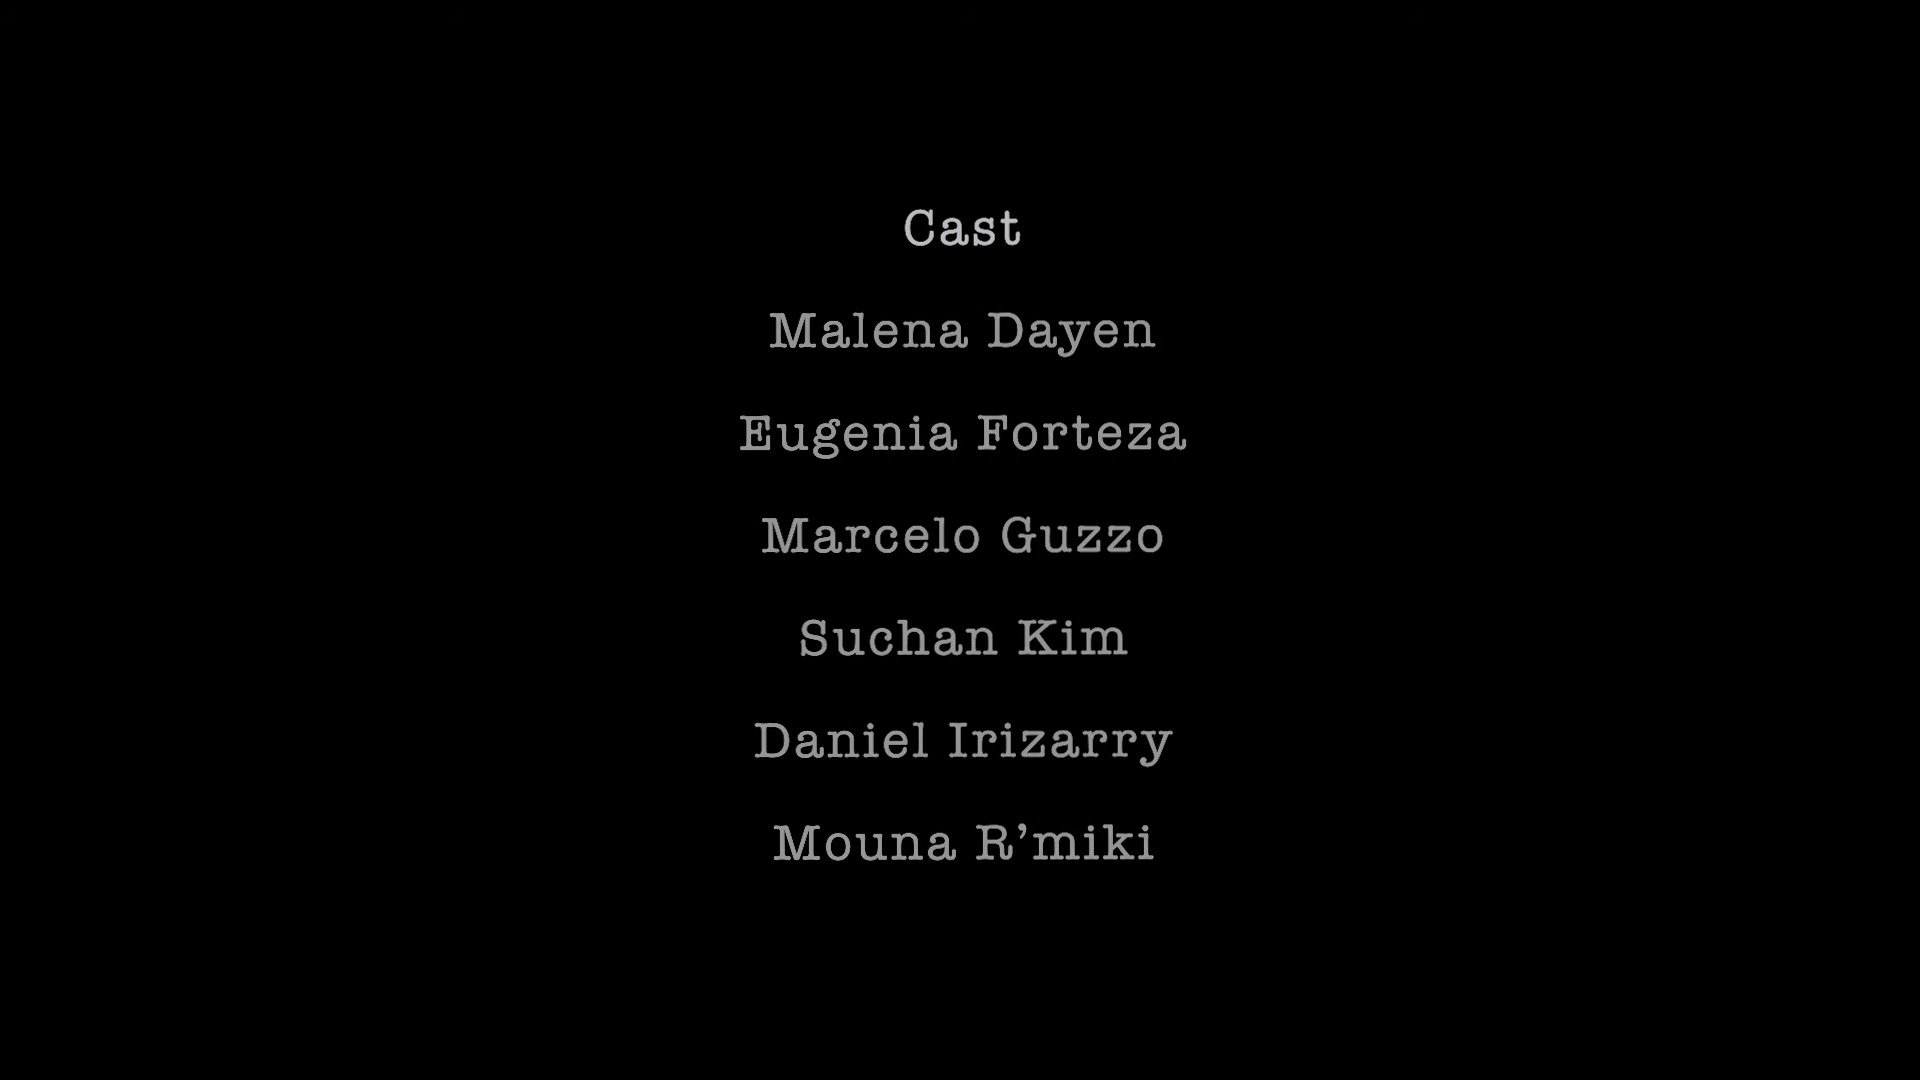 Cast
Malena Dayen
Eugenia Forteza
Marcelo Guzzo
Suchan Kim
Daniel Irizarry
Mouna R’miki